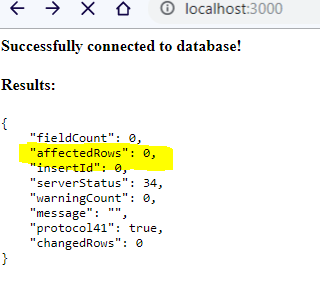 localhost:3000
Successfully connected to database!
Results:
{
"fieldCount": 0,
"affectedRows": 0,
"insertId": 0,
"serverStatus": 34,
"warningCount": 0,
"message": "",
"protocol41": true,
"changedRows": 0
}